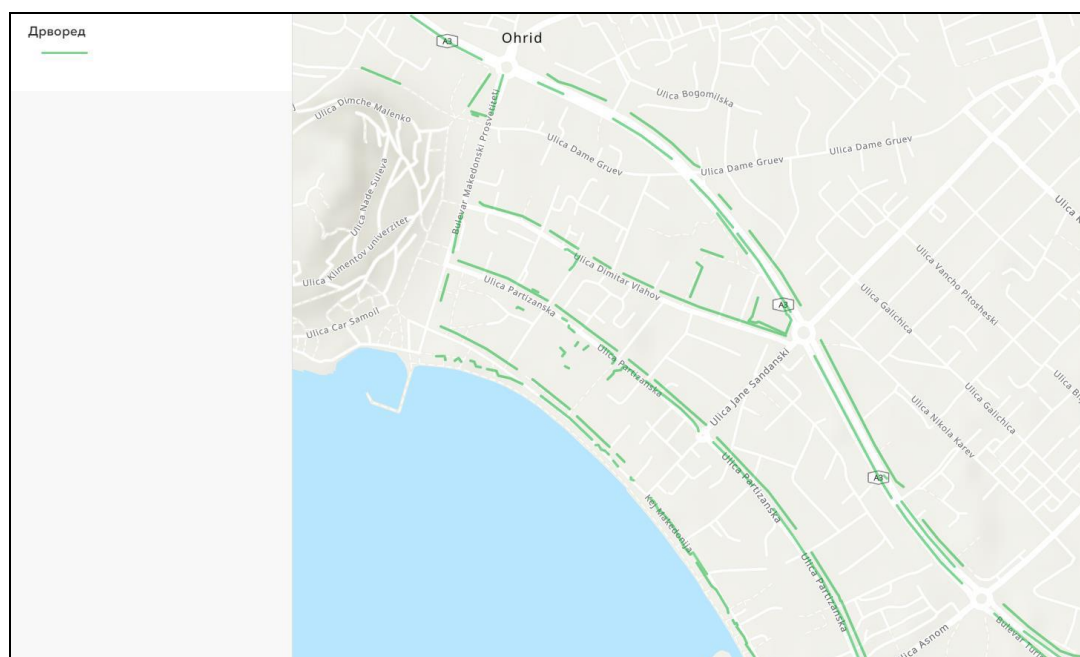 Дрворед
Ohrid
A3
Ulica Bogomilska
Ulica Dimche Malenko
Bulevar Makedonski Prosvetiteli
Ulica Dame Gruev
Ulica Dame Gruev
Ulica Dame Gruev
Ulica Nade Suleva
Ulica Klimentov univerzitet
Ulica Dimitar Vlahov
Ulica Partizanska
Ulica Vancho Pitosheski
Ulica Galichica
A3
Ulica Car Samoil
Ulica Partizanska
Ulica Jane Sandanski
Ulica Galichica
Ulica Nikola Karev
A3
Ulica Partizanska
Kej Makedonija
Ulica Partizanska
Ulica Asnom